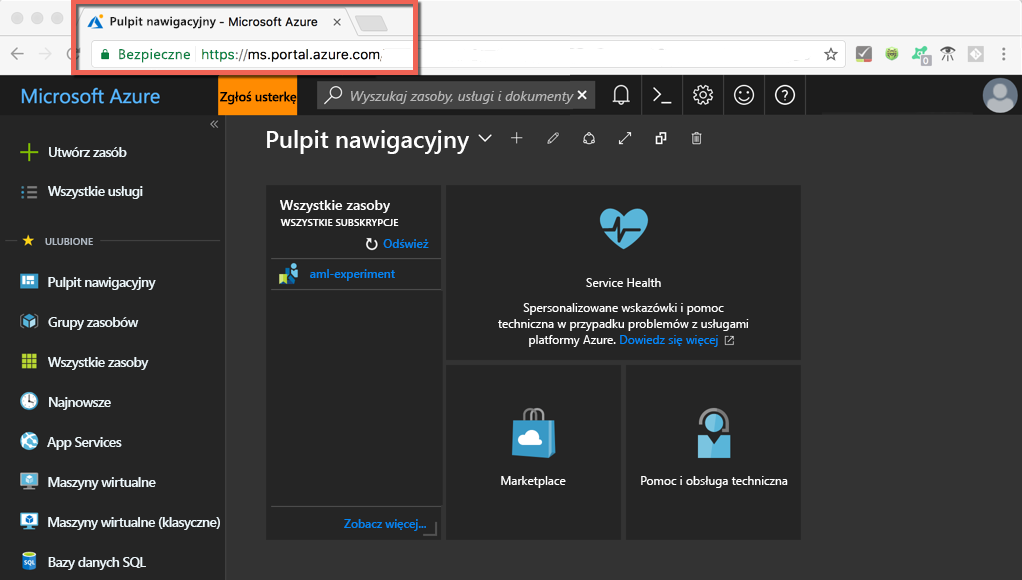 Pulpit nawigacyjny - Microsoft Azure
Bezpieczne https://ms.portal.azure.com
0
Microsoft Azure
Zgłoś usterkę
Wyszukaj zasoby, usługi i dokumenty
Utwórz zasób
Wszystkie usługi
ULUBIONE
Pulpit nawigacyjny
Grupy zasobów
Wszystkie zasoby
Najnowsze
App Services
Maszyny wirtualne
Maszyny wirtualne (klasyczne)
SQL
Bazy danych SQL
Pulpit nawigacyjny
Wszystkie zasoby
WSZYSTKIE SUBSKRYPCJE
Odśwież
aml-experiment
Zobacz więcej...
Service Health
Spersonalizowane wskazówki i pomoc
techniczna w przypadku problemów z usługami
platformy Azure. Dowiedz się więcej
Marketplace
Pomoc i obsługa techniczna